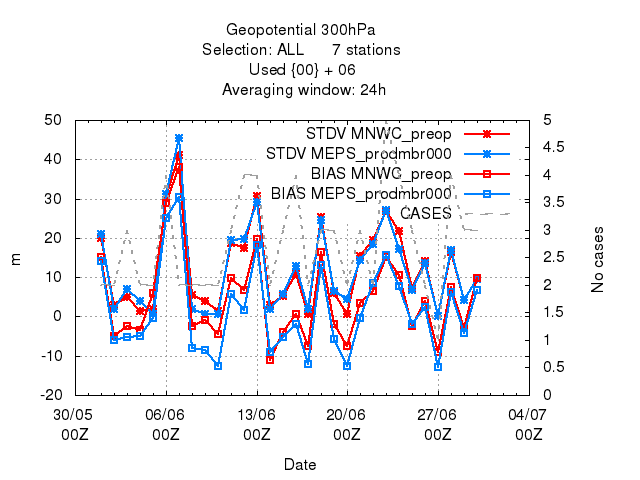 Geopotential 300hPa
Selection: ALL      7 stations
Used {00} + 06
Averaging window: 24h
STDV MNWC_preop
STDV MEPS_prodmbr000
BIAS MNWC_preop
BIAS MEPS_prodmbr000
CASES
50
40
30
20
10
0
-10
-20
m
5
4.5
4
3.5
3
2.5
2
1.5
1
0.5
0
No cases
30/05 06/06 13/06 20/06 27/06 04/07
00Z 00Z 00Z 00Z 00Z 00Z
Date